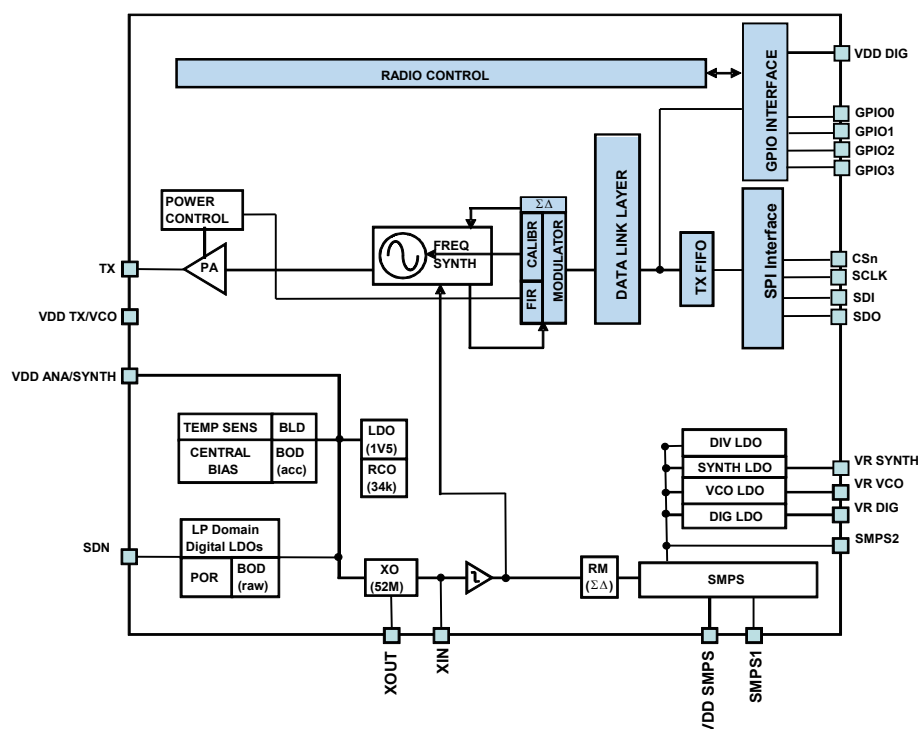 RADIO CONTROL
GPIO INTERFACE
VDD DIG
GPIO0
GPIO1
GPIO2
GPIO3
POWER
CONTROL
PA
TX
FREQ
SYNTH
ΣΔ
CALIBR
FIR
MODULATOR
DATA LINK LAYER
TX FIFO
SPI Interface
CSn
SCLK
SDI
SDO
VDD TX/VCO
VDD ANA/SYNTH
TEMP SENS
BLD
CENTRAL
BIAS
BOD
(acc)
LDO
(1V5)
RCO
(34k)
DIV LDO
SYNTH LDO
VCO LDO
DIG LDO
VR SYNTH
VR VCO
VR DIG
SMPS2
SDN
LP Domain
Digital LDOs
POR
BOD
(raw)
XO
(52M)
RM
(ΣΔ)
SMPS
XOUT
XIN
VDD SMPS
SMPS1